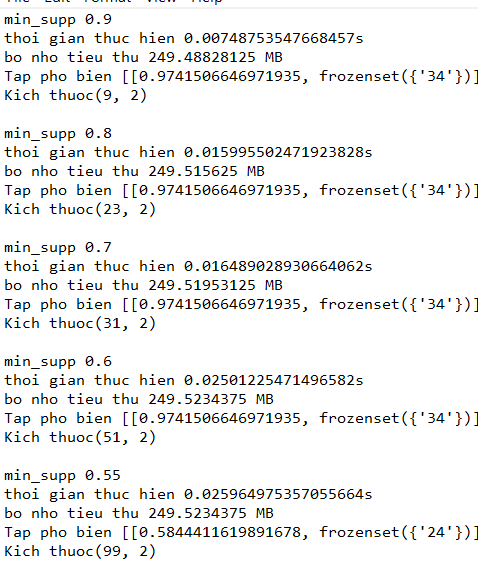 min_supp 0.9
thoi gian thuc hien 0.00748753547668457s
bo nho tieu thu 249.48828125 MB
Tap pho bien [[0.9741506646971935, frozenset({'34'})]
Kich thuoc(9, 2)
min_supp 0.8
thoi gian thuc hien 0.015995502471923828s
bo nho tieu thu 249.515625 MB
Tap pho bien [[0.9741506646971935, frozenset({'34'})]
Kich thuoc(23, 2)
min_supp 0.7
thoi gian thuc hien 0.016489028930664062s
bo nho tieu thu 249.51953125 MB
Tap pho bien [[0.9741506646971935, frozenset({'34'})]
Kich thuoc(31, 2)
min_supp 0.6
thoi gian thuc hien 0.02501225471496582s
bo nho tieu thu 249.5234375 MB
Tap pho bien [[0.9741506646971935, frozenset({'34'})]
Kich thuoc(51, 2)
min_supp 0.55
thoi gian thuc hien 0.025964975357055664s
bo nho tieu thu 249.5234375 MB
Tap pho bien [[0.5844411619891678, frozenset({'24'})]
Kich thuoc(99, 2)